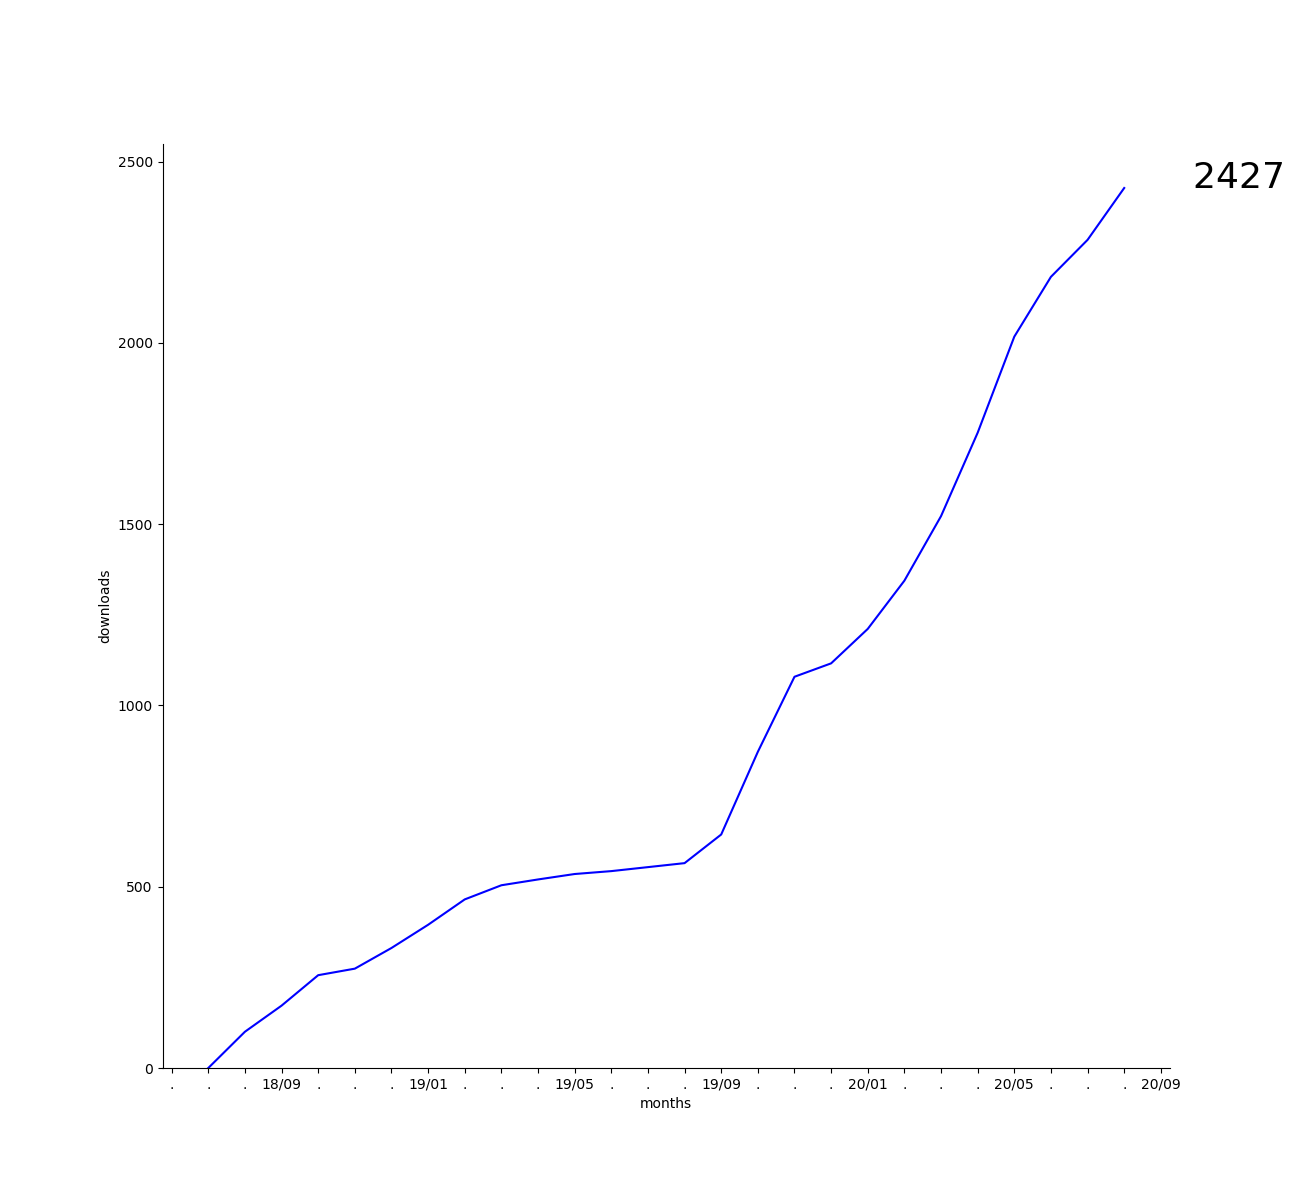 2427
2500
2000
1500
1000
500
0
downloads
. . . 18/09 . . . 19/01 . . . 19/05 . . . 19/09 . . . 20/01 . . . 20/05 . . . 20/09
months